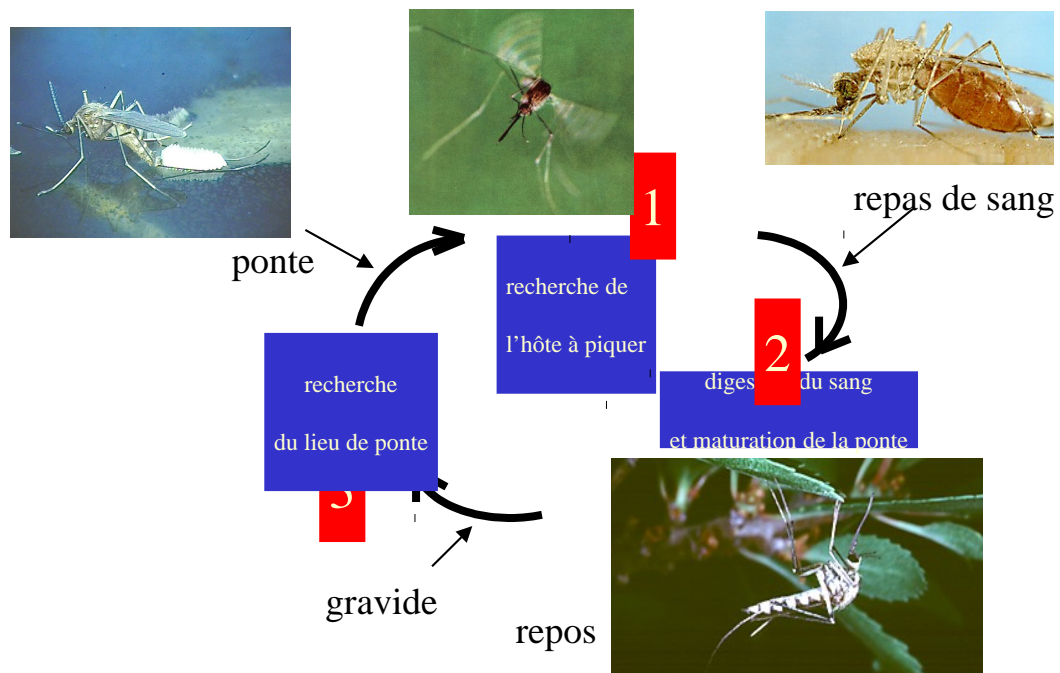 1
repas de sang
ponte
recherche de
l’hôte à piquer
2
diges du sang
et maturation de la ponte
recherche
du lieu de ponte
3
gravide
repos